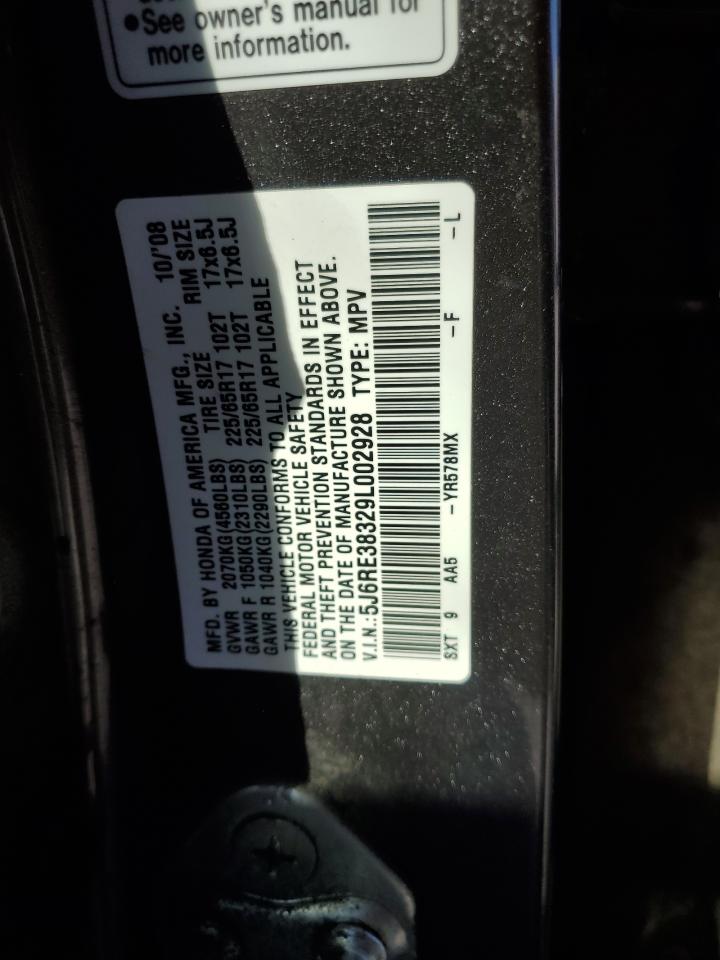 ●See owner's manual for
more information.
MFD. BY HONDA OF AMERICA MFG., INC. 10/'08
GVWR 2070KG(4560LBS) TIRE SIZE RIM SIZE
GAWR F 1050KG(2310LBS) 225/65R17 102T 17x6.5J
GAWR R 1040KG(2290LBS) 225/65R17 102T 17x6.5J
THIS VEHICLE CONFORMS TO ALL APPLICABLE
FEDERAL MOTOR VEHICLE SAFETY
AND THEFT PREVENTION STANDARDS IN EFFECT
ON THE DATE OF MANUFACTURE SHOWN ABOVE.
V.I.N.:5J6RE38329L002928 TYPE: MPV
SXT 9 AA5 -YR578MX -F -L